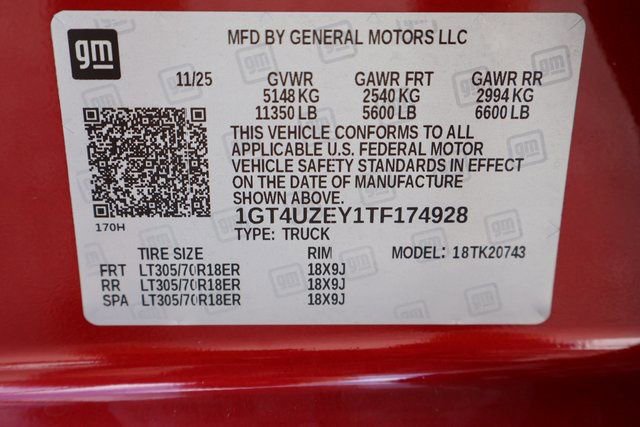 gm
MFD BY GENERAL MOTORS LLC
11/25 GVWR GAWR FRT GAWR RR
5148 KG 2540 KG 2994 KG
11350 LB 5600 LB 6600 LB
THIS VEHICLE CONFORMS TO ALL
APPLICABLE U.S. FEDERAL MOTOR
VEHICLE SAFETY STANDARDS IN EFFECT
ON THE DATE OF MANUFACTURE
SHOWN ABOVE.
170H
1GT4UZEY1TF174928
TYPE: TRUCK
TIRE SIZE RIM MODEL: 18TK20743
FRT LT305/70R18ER 18X9J
RR LT305/70R18ER 18X9J
SPA LT305/70R18ER 18X9J